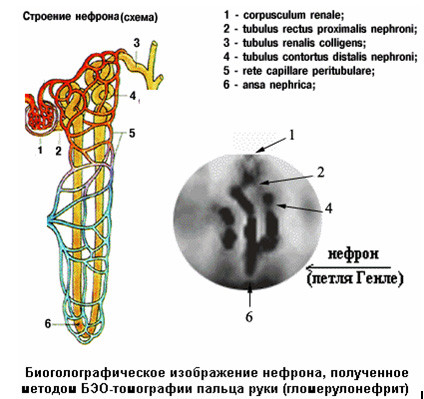 Строение нефрона(схема)
1 - corpusculum renale;
2 - tubulus rectus proximalis nephroni;
3 - tubulus renalis colligens;
4 - tubulus contortus distalis nephroni;
5 - rete capillare peritubulare;
6 - ansa nephrica;
3
4
5
1 2
6
1
2
4
нефрон
(петля Генле)
6
Биоголографическое изображение нефрона, полученное
методом БЭО-томографии пальца руки (гломерулонефрит)